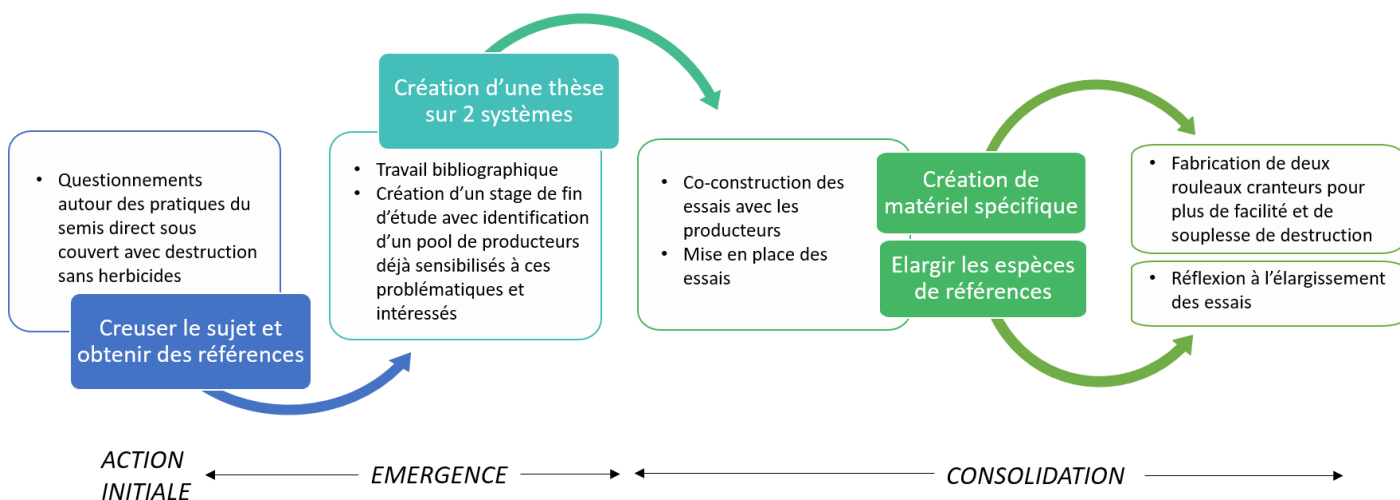 • Questionnements
autour des pratiques du
semis direct sous
couvert avec destruction
sans herbicides
Creuser le sujet et
obtenir des références
Création d’une thèse
sur 2 systèmes
• Travail bibliographique
• Création d’un stage de fin
d’étude avec identification
d’un pool de producteurs
déjà sensibilisés à ces
problématiques et
intéressés
• Co-construction des
essais avec les
producteurs
• Mise en place des
essais
Création de
matériel spécifique
Elargir les espèces
de références
• Fabrication de deux
rouleaux cranteurs pour
plus de facilité et de
souplesse de destruction
• Réflexion à l’élargissement
des essais
ACTION
INITIALE
EMERGENCE
CONSOLIDATION